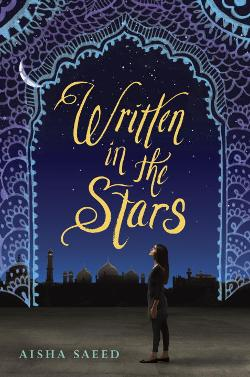 Written
in the
Stars
AISHA SAEED